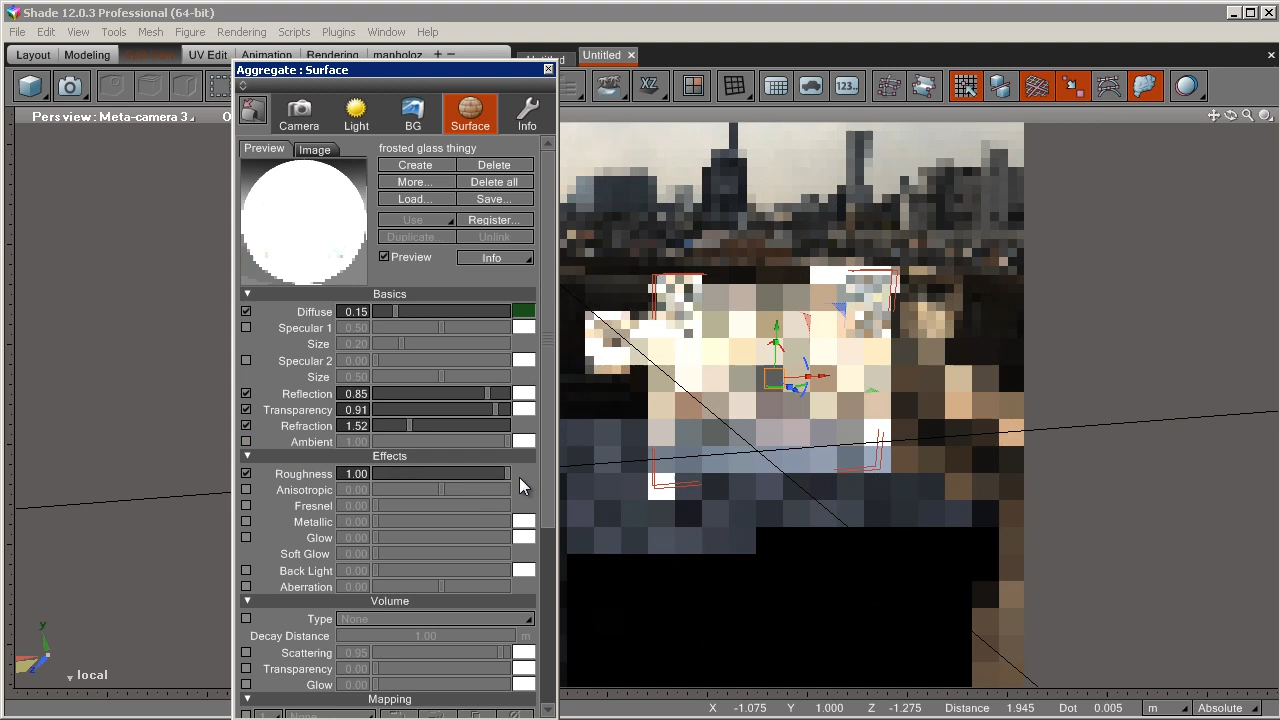 Shade 12.0.3 Professional (64-bit)
File Edit View Tools Mesh Figure Rendering Scripts Plugins Window Help
Layout Modeling UV Edit Animation Rendering manholoz + −
Untitled
Aggregate : Surface
XZ 123..
Pers view: Meta-camera 3
Camera Light BG Surface Info
Preview Image frosted glass thingy
Create Delete
More... Delete all
Load... Save...
Use Register...
Duplicate... Unlink
Preview Info
Basics
Diffuse 0.15
Specular 1 0.50
Size 0.20
Specular 2 0.00
Size 0.50
Reflection 0.85
Transparency 0.91
Refraction 1.52
Ambient 1.00
Effects
Roughness 1.00
Anisotropic 0.00
Fresnel 0.00
Metallic 0.00
Glow 0.00
Soft Glow 0.00
Back Light 0.00
Aberration 0.00
Volume
Type None
Decay Distance 1.00 m
Scattering 0.95
Transparency 0.00
Glow 0.00
Mapping
y
local
X -1.075 Y 1.000 Z -1.275 Distance 1.945 Dot 0.005 m Absolute